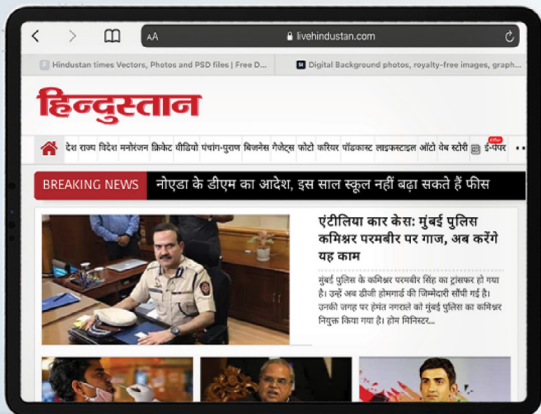 AA
livehindustan.com
Hindustan times Vectors, Photos and PSD files | Free D...
Digital Background photos, royalty-free images, graph...
हिन्दुस्तान
देश राज्य विदेश मनोरंजन क्रिकेट वीडियो पंचांग-पुराण बिजनेस गैजेट्स फोटो करियर पॉडकास्ट लाइफस्टाइल ऑटो वेब स्टोरी ई-पेपर
BREAKING NEWS नोएडा के डीएम का आदेश, इस साल स्कूल नहीं बढ़ा सकते हैं फीस
एंटीलिया कार केस: मुंबई पुलिस
कमिश्नर परमबीर पर गाज, अब करेंगे
यह काम
मुंबई पुलिस के कमिश्नर परमबीर सिंह का ट्रांसफर हो गया
है। उन्हें अब डीजी होमगार्ड की जिम्मेदारी सौंपी गई है।
उनकी जगह पर हेमंत नगराले को मुंबई पुलिस का कमिश्नर
नियुक्त किया गया है। होम मिनिस्टर...